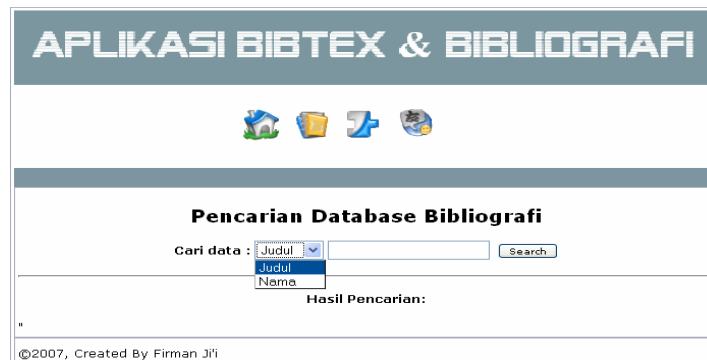 APLIKASI BIBTEX & BIBLIOGRAFI
Pencarian Database Bibliografi
Cari data : Judul Search
Judul
Nama
Hasil Pencarian:
"
©2007, Created By Firman Ji'i